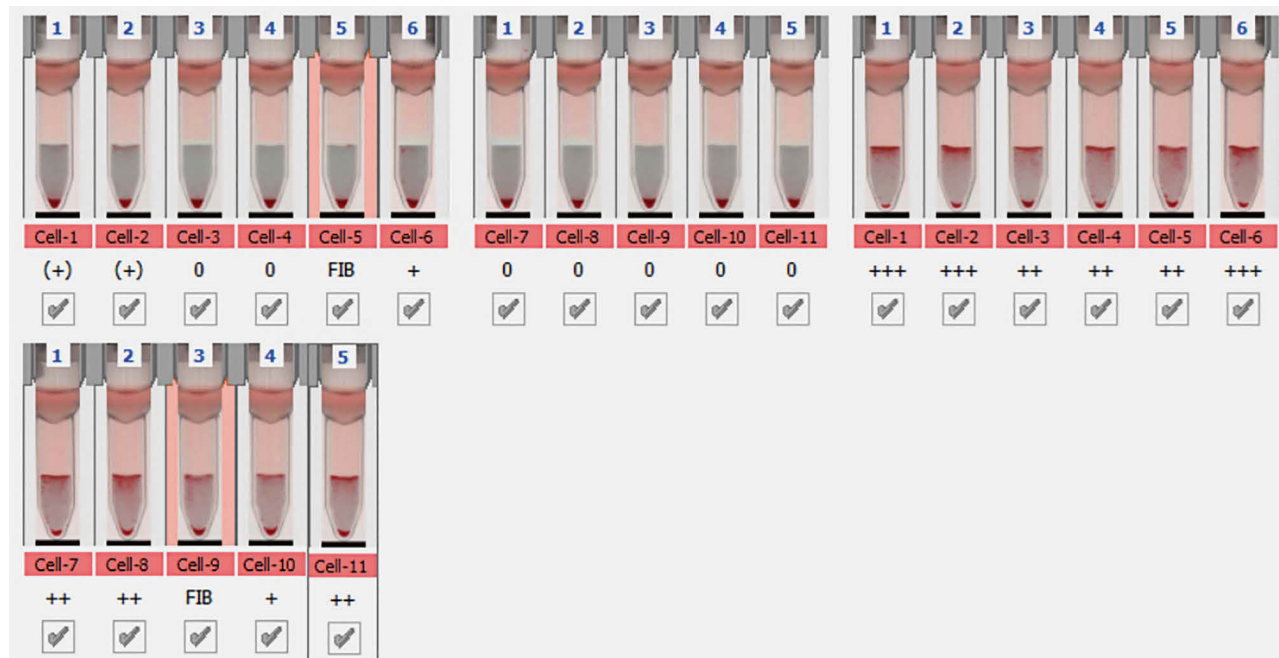 1 2 3 4 5 6 1 2 3 4 5 1 2 3 4 5 6
Cell-1 Cell-2 Cell-3 Cell-4 Cell-5 Cell-6 Cell-7 Cell-8 Cell-9 Cell-10 Cell-11 Cell-1 Cell-2 Cell-3 Cell-4 Cell-5 Cell-6
(+) (+) 0 0 FIB + 0 0 0 0 0 +++ +++ ++ ++ ++ +++
1 2 3 4 5
Cell-7 Cell-8 Cell-9 Cell-10 Cell-11
++ ++ FIB + ++